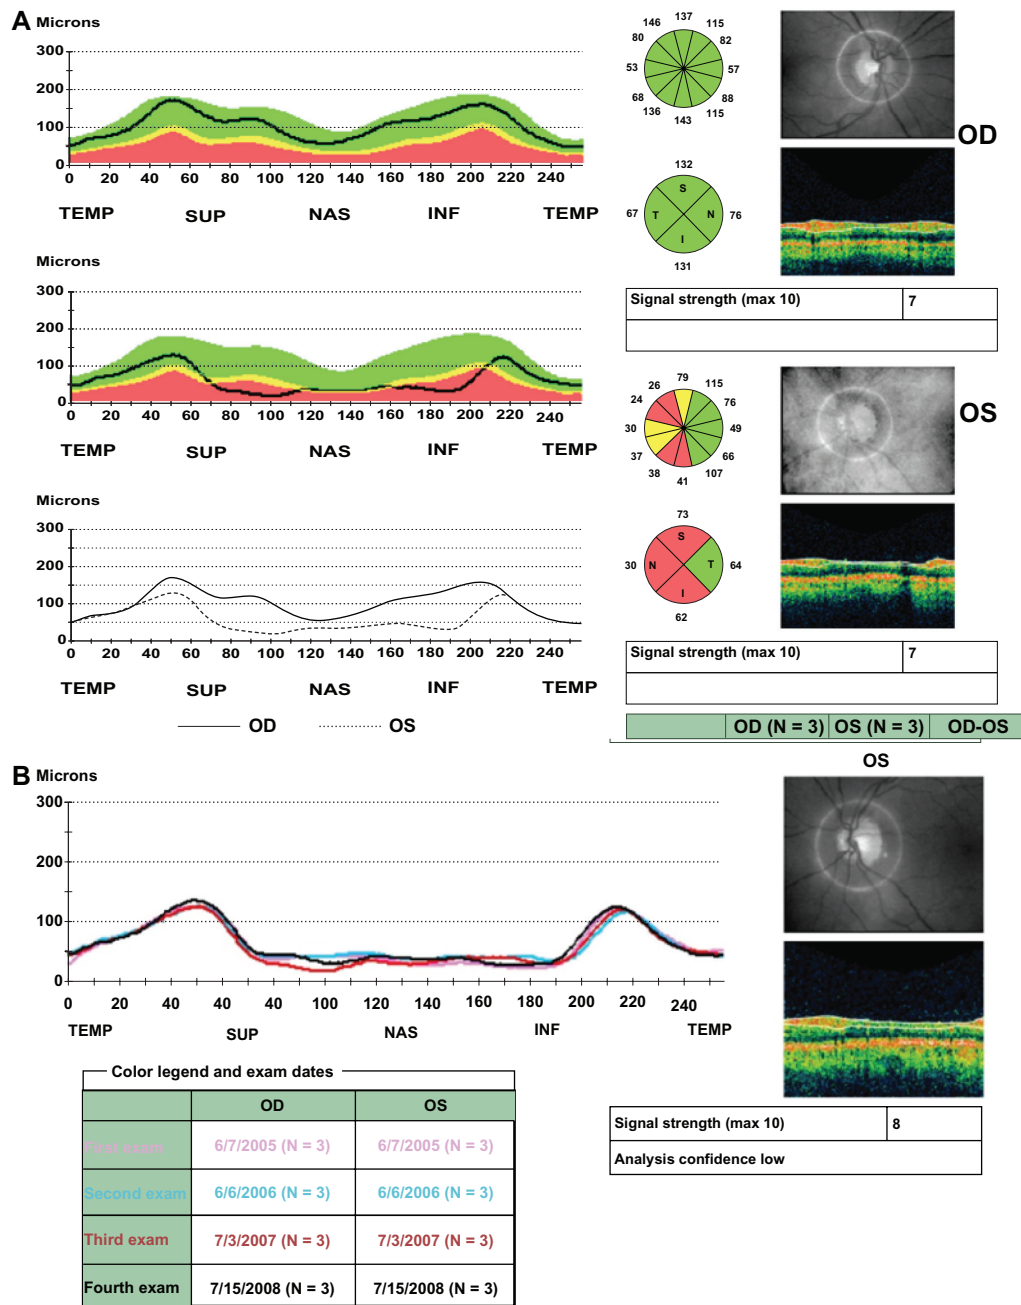 A
Microns
300
200
100
0
0 20 40 60 80 100 120 140 160 180 200 220 240
TEMP SUP NAS INF TEMP
146 137 115
80 82
53 57
68 88
136 143 115
132
S
67 T N 76
I
131
OD
Signal strength (max 10) 7
Microns
300
200
100
0
0 20 40 60 80 100 120 140 160 180 200 220 240
TEMP SUP NAS INF TEMP
26 79 115
24 76
30 49
37 66
38 41 107
73
S
30 N T 64
I
62
OS
Signal strength (max 10) 7
Microns
300
200
100
0
0 20 40 60 80 100 120 140 160 180 200 220 240
TEMP SUP NAS INF TEMP
OD OS
OD (N = 3) OS (N = 3) OD-OS
B
Microns
OS
300
200
100
0
0 20 40 40 80 100 120 140 160 180 200 220 240
TEMP SUP NAS INF TEMP
Signal strength (max 10) 8
Analysis confidence low
Color legend and exam dates
OD OS
First exam 6/7/2005 (N = 3) 6/7/2005 (N = 3)
Second exam 6/6/2006 (N = 3) 6/6/2006 (N = 3)
Third exam 7/3/2007 (N = 3) 7/3/2007 (N = 3)
Fourth exam 7/15/2008 (N = 3) 7/15/2008 (N = 3)